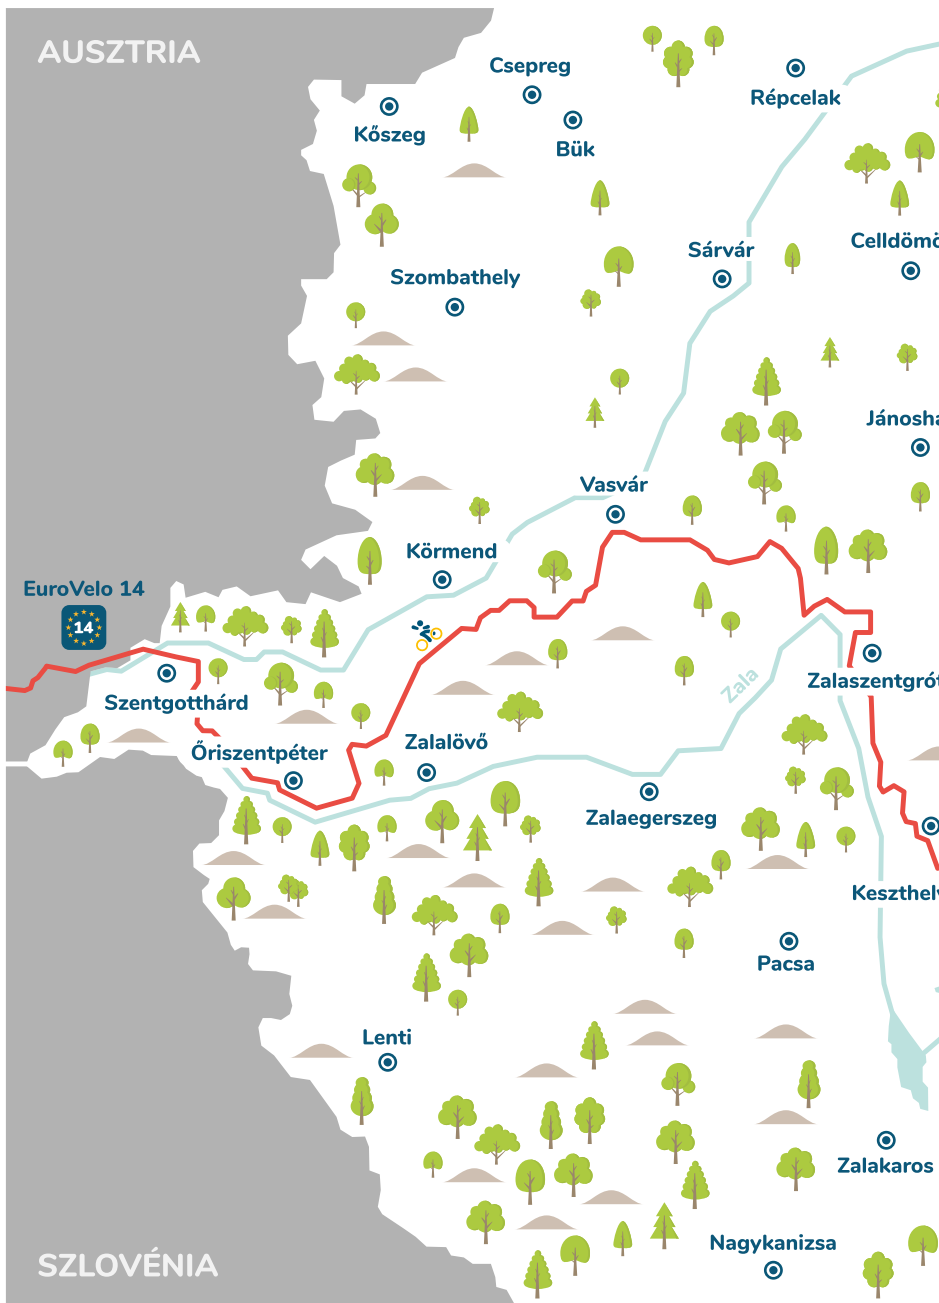 AUSZTRIA
Csepreg
Répcelak
Kőszeg
Bük
Sárvár
Celldömö
Szombathely
Jánosha
Vasvár
Körmend
EuroVelo 14
14
Zala
Zalaszentgrót
Szentgotthárd
Őriszentpéter
Zalalövő
Zalaegerszeg
Keszthely
Pacsa
Lenti
Zalakaros
Nagykanizsa
SZLOVÉNIA